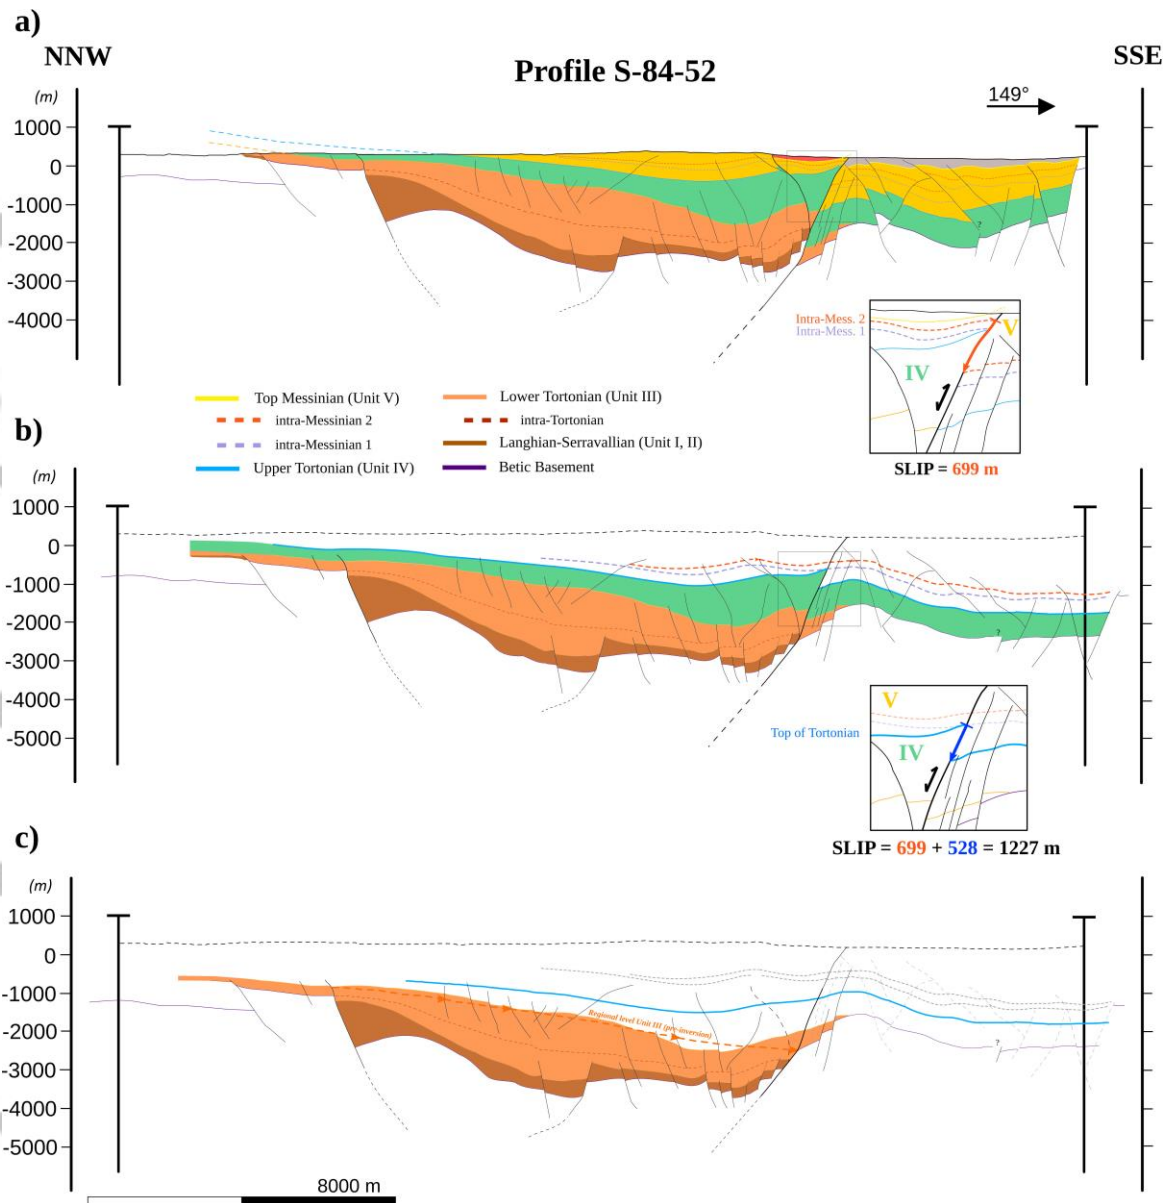 a)
NNW
SSE
Profile S-84-52
(m)
149°
1000
0
-1000
-2000
-3000
-4000
?
Intra-Mess. 2
Intra-Mess. 1
V
IV
SLIP = 699 m
Top Messinian (Unit V)
intra-Messinian 2
intra-Messinian 1
Upper Tortonian (Unit IV)
Lower Tortonian (Unit III)
intra-Tortonian
Langhian-Serravallian (Unit I, II)
Betic Basement
b)
(m)
1000
0
-1000
-2000
-3000
-4000
-5000
?
Top of Tortonian
V
IV
SLIP = 699 + 528 = 1227 m
c)
(m)
1000
0
-1000
-2000
-3000
-4000
-5000
Regional level Unit III (pre-inversion)
?
8000 m